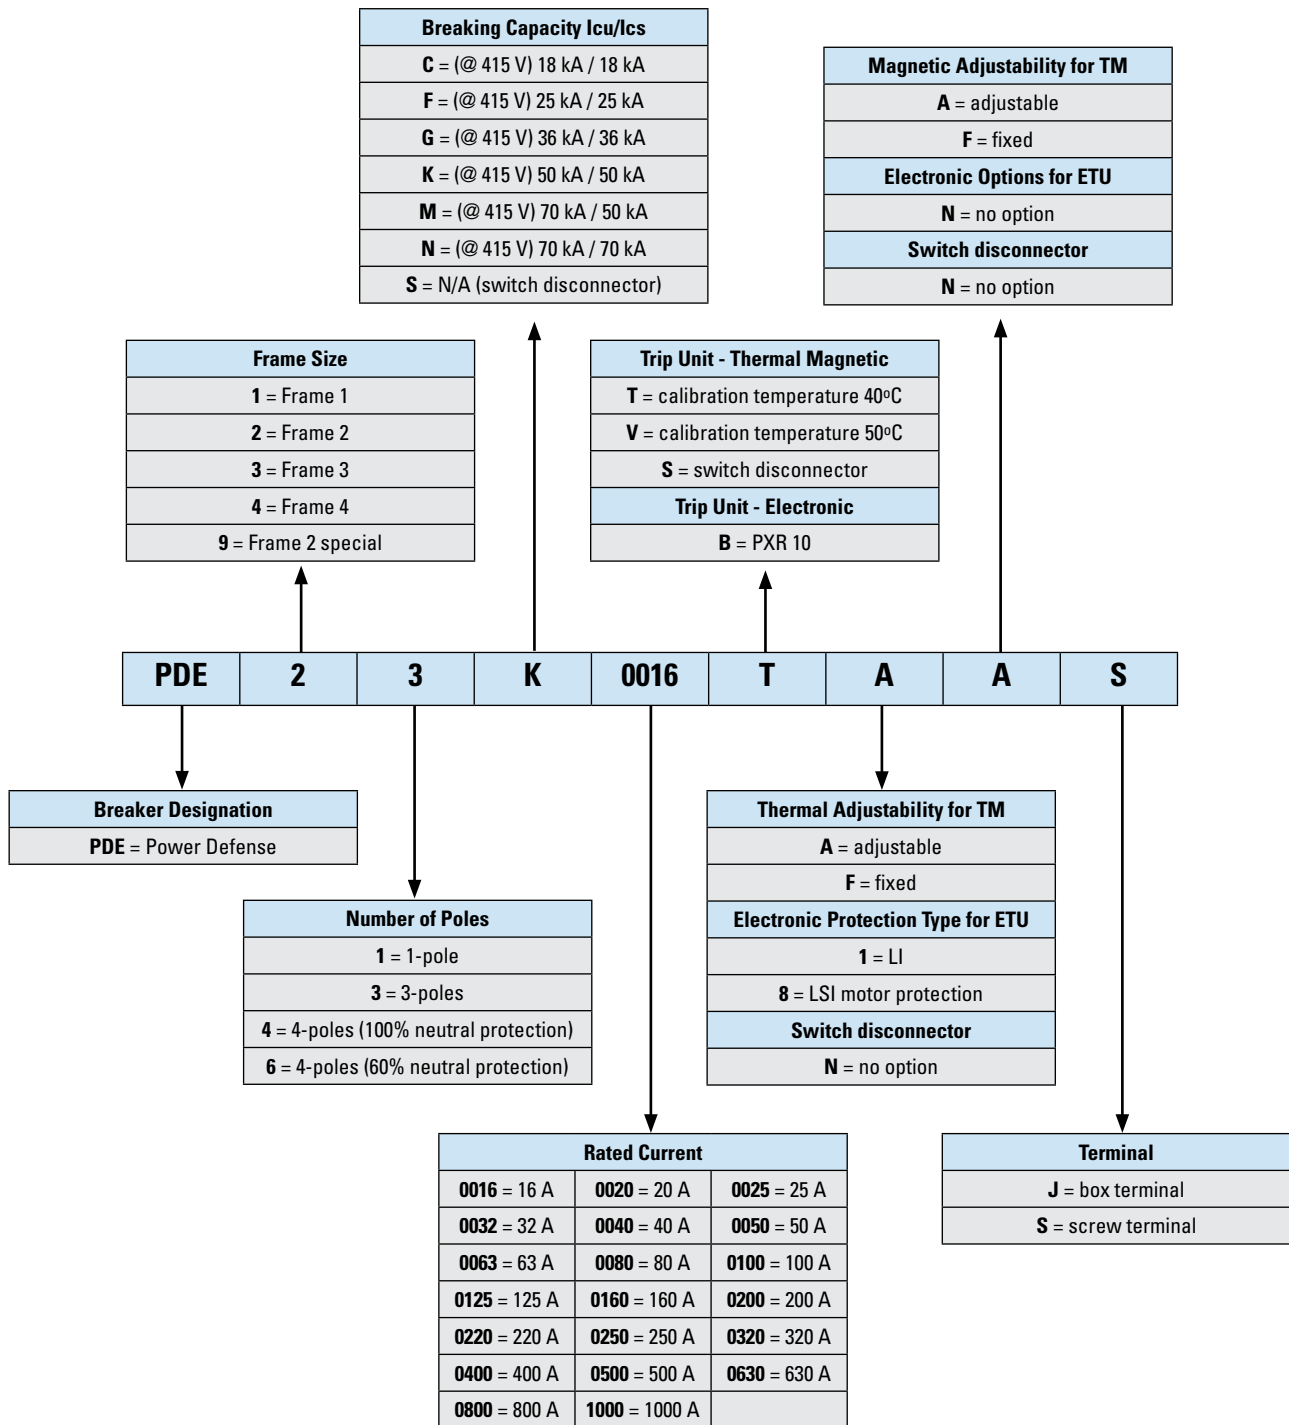 Breaking Capacity Icu/Ics
C = (@ 415 V) 18 kA / 18 kA
F = (@ 415 V) 25 kA / 25 kA
G = (@ 415 V) 36 kA / 36 kA
K = (@ 415 V) 50 kA / 50 kA
M = (@ 415 V) 70 kA / 50 kA
N = (@ 415 V) 70 kA / 70 kA
S = N/A (switch disconnector)
Magnetic Adjustability for TM
A = adjustable
F = fixed
Electronic Options for ETU
N = no option
Switch disconnector
N = no option
Frame Size
1 = Frame 1
2 = Frame 2
3 = Frame 3
4 = Frame 4
9 = Frame 2 special
Trip Unit - Thermal Magnetic
T = calibration temperature 40ºC
V = calibration temperature 50ºC
S = switch disconnector
Trip Unit - Electronic
B = PXR 10
PDE 2 3 K 0016 T A A S
Breaker Designation
PDE = Power Defense
Number of Poles
1 = 1-pole
3 = 3-poles
4 = 4-poles (100% neutral protection)
6 = 4-poles (60% neutral protection)
Thermal Adjustability for TM
A = adjustable
F = fixed
Electronic Protection Type for ETU
1 = LI
8 = LSI motor protection
Switch disconnector
N = no option
Rated Current
0016 = 16 A 0020 = 20 A 0025 = 25 A
0032 = 32 A 0040 = 40 A 0050 = 50 A
0063 = 63 A 0080 = 80 A 0100 = 100 A
0125 = 125 A 0160 = 160 A 0200 = 200 A
0220 = 220 A 0250 = 250 A 0320 = 320 A
0400 = 400 A 0500 = 500 A 0630 = 630 A
0800 = 800 A 1000 = 1000 A
Terminal
J = box terminal
S = screw terminal